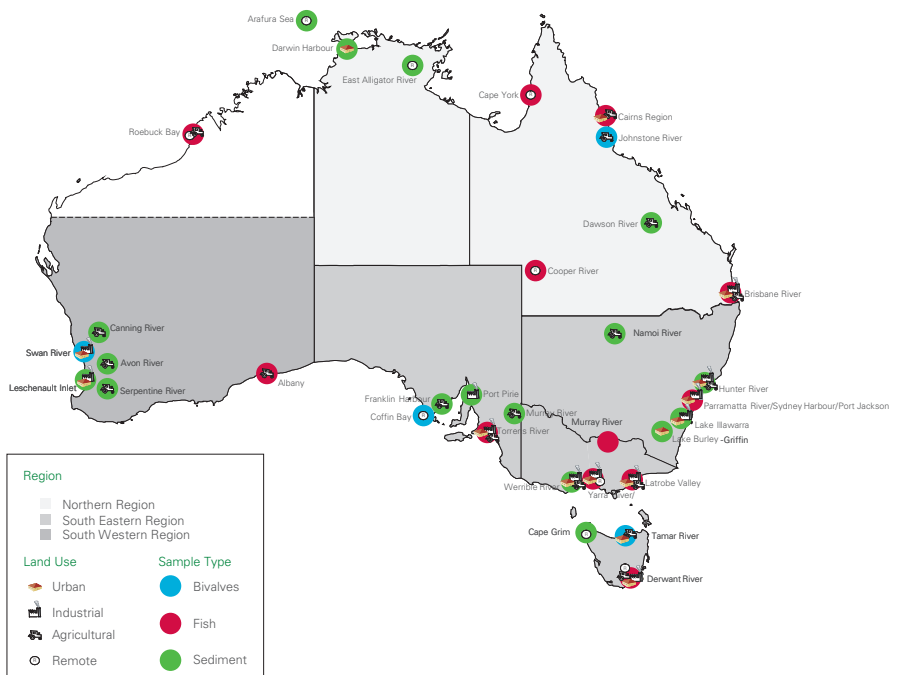 Arafura Sea
Darwin Harbour
East Alligator River
Cape York
Cairns Region
Roebuck Bay
Johnstone River
Dawson River
Cooper River
Brisbane River
Canning River
Namoi River
Swan River
Avon River
Leschenault Inlet
Serpentine River
Albany
Hunter River
Port Pirie
Franklin Harbour
Parramatta River/Sydney Harbour/Port Jackson
Coffin Bay
Murray River
Murray River
Lake Illawarra
Torrens River
Lake Burley -Griffin
Werribie River
Latrobe Valley
Yarra River/
Cape Grim
Tamar River
Derwant River
Region
Northern Region
South Eastern Region
South Western Region
Land Use
Sample Type
Urban
Bivalves
Industrial
Fish
Agricultural
Remote
Sediment